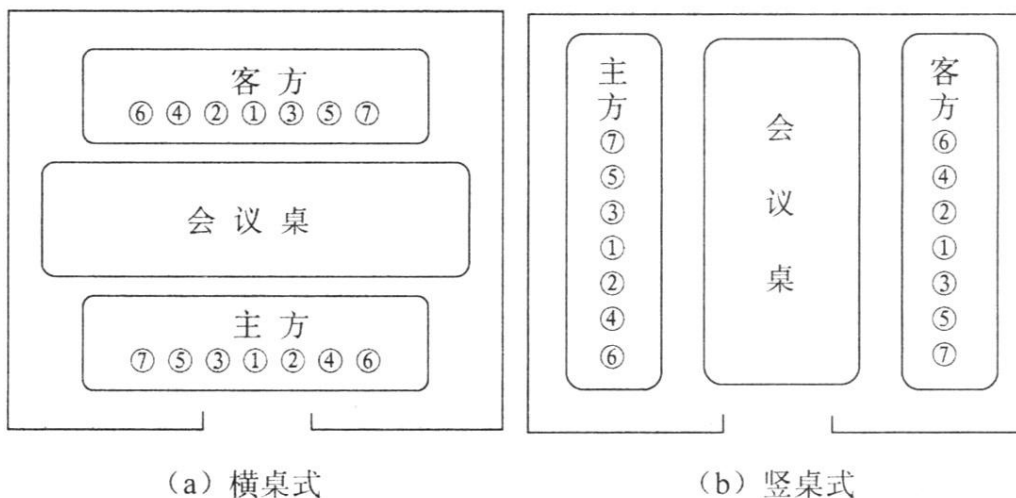 客方
⑥ ④ ② ① ③ ⑤ ⑦
会议桌
主方
⑦ ⑤ ③ ① ② ④ ⑥
(a) 横桌式
主方
⑦
⑤
③
①
②
④
⑥
会议桌
客方
⑥
④
②
①
③
⑤
⑦
(b) 竖桌式